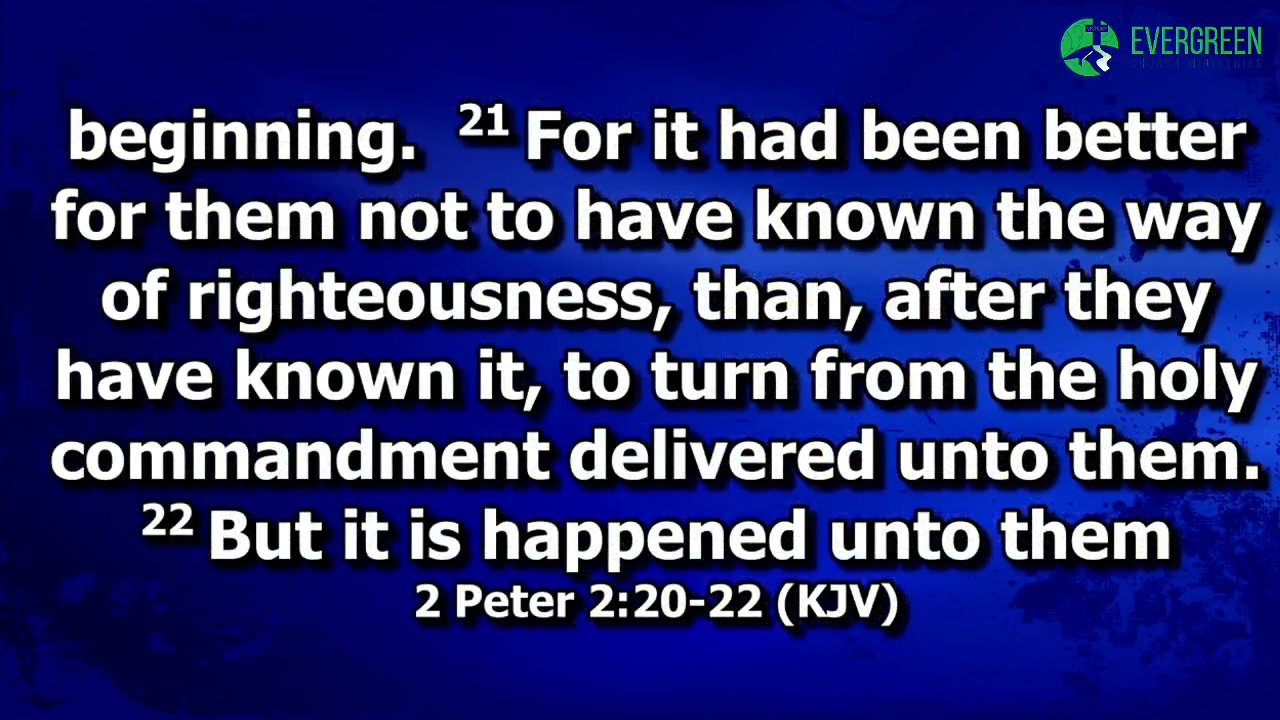 EVERGREEN
CHURCH MINISTRIES
beginning. 21 For it had been better
for them not to have known the way
of righteousness, than, after they
have known it, to turn from the holy
commandment delivered unto them.
22 But it is happened unto them
2 Peter 2:20-22 (KJV)